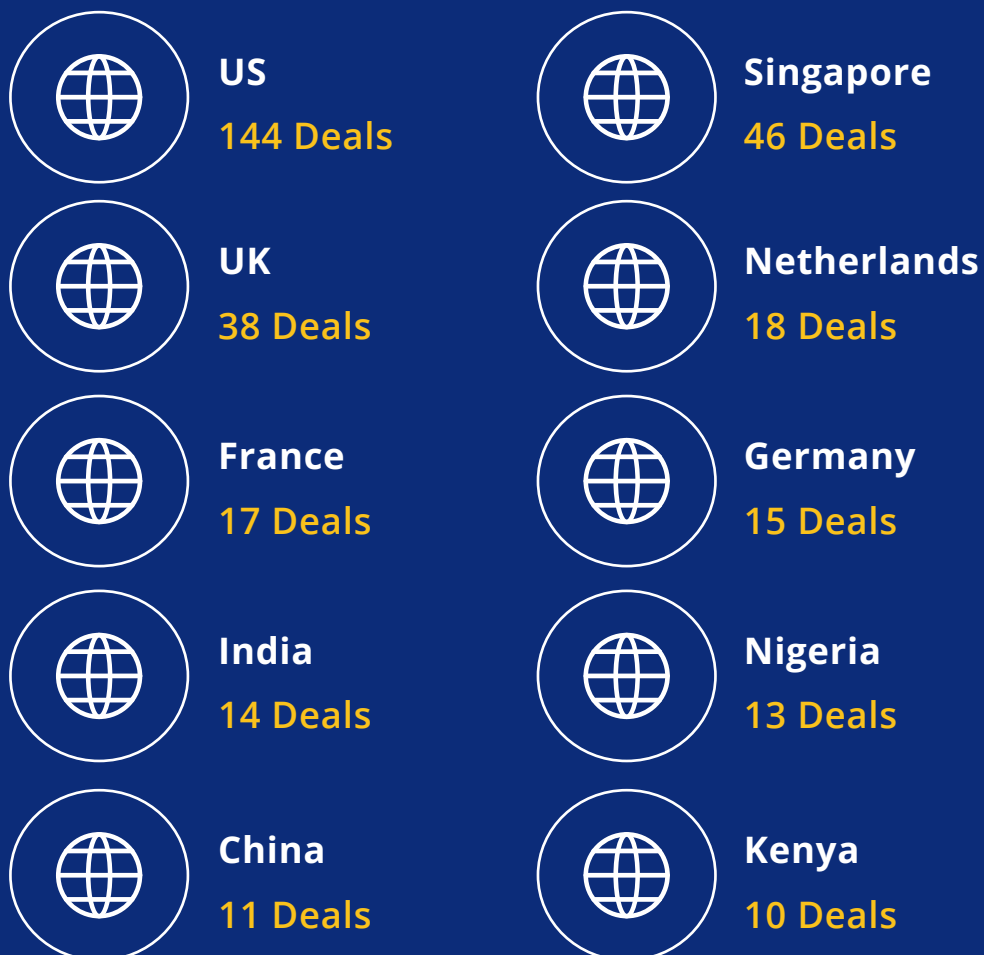 US
144 Deals
Singapore
46 Deals
UK
38 Deals
Netherlands
18 Deals
France
17 Deals
Germany
15 Deals
India
14 Deals
Nigeria
13 Deals
China
11 Deals
Kenya
10 Deals